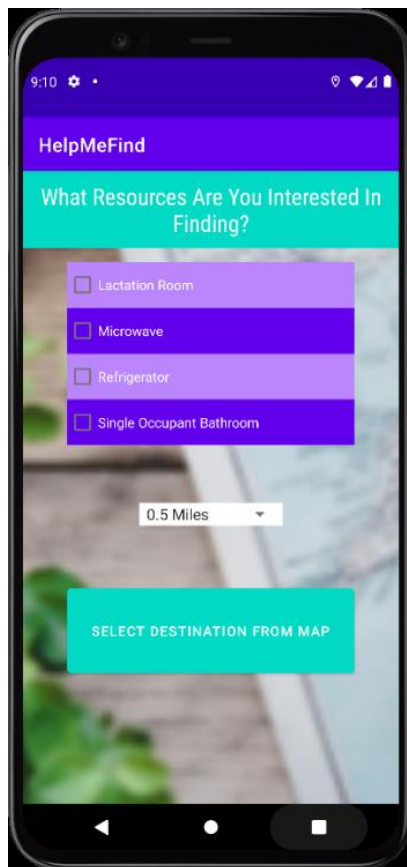 9:10
HelpMeFind
What Resources Are You Interested In
Finding?
Lactation Room
Microwave
Refrigerator
Single Occupant Bathroom
0.5 Miles
SELECT DESTINATION FROM MAP